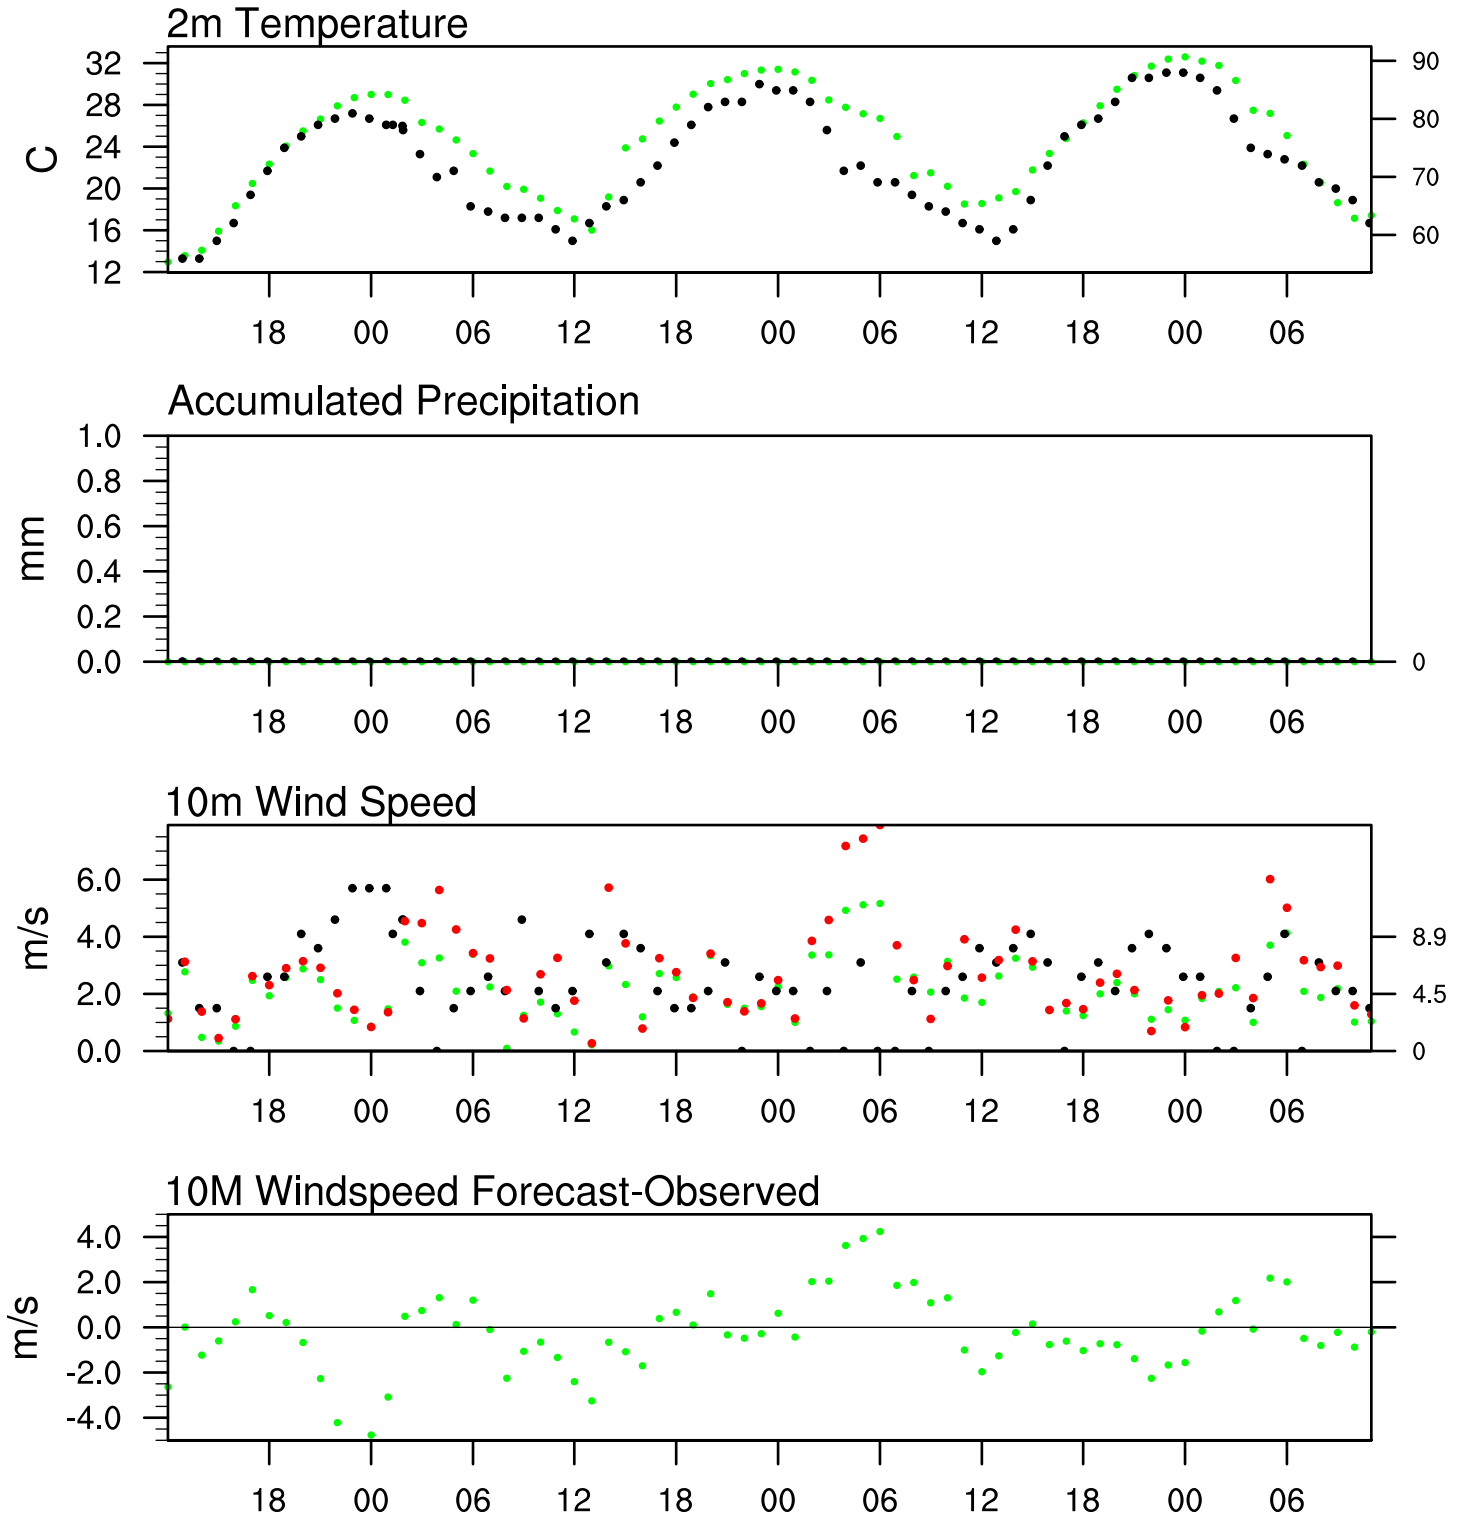 2m Temperature
32
28
24
20
16
12
C
90
80
70
60
18 00 06 12 18 00 06 12 18 00 06
Accumulated Precipitation
1.0
0.8
0.6
0.4
0.2
0.0
mm
0
18 00 06 12 18 00 06 12 18 00 06
10m Wind Speed
6.0
4.0
2.0
0.0
m/s
8.9
4.5
0
18 00 06 12 18 00 06 12 18 00 06
10M Windspeed Forecast-Observed
4.0
2.0
0.0
-2.0
-4.0
m/s
18 00 06 12 18 00 06 12 18 00 06